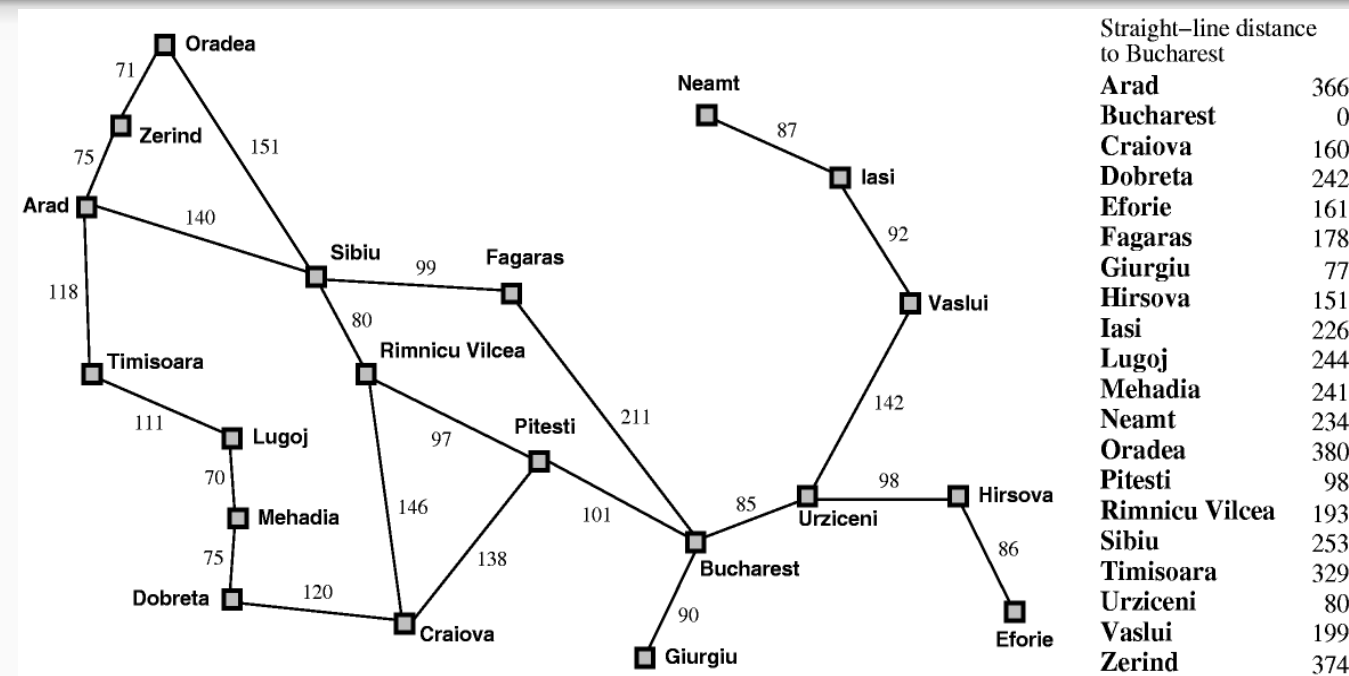 Oradea
71
Zerind
151
75
Arad
140
Sibiu
99
Fagaras
118
80
Rimnicu Vilcea
Timisoara
111
Lugoj
97
Pitesti
211
70
Mehadia
146
101
75
138
Dobreta
120
Craiova
Neamt
87
Iasi
92
Vaslui
142
98
Hirsova
85
Urziceni
86
Bucharest
90
Giurgiu
Eforie
Straight–line distance
to Bucharest
Arad 366
Bucharest 0
Craiova 160
Dobreta 242
Eforie 161
Fagaras 178
Giurgiu 77
Hirsova 151
Iasi 226
Lugoj 244
Mehadia 241
Neamt 234
Oradea 380
Pitesti 98
Rimnicu Vilcea 193
Sibiu 253
Timisoara 329
Urziceni 80
Vaslui 199
Zerind 374